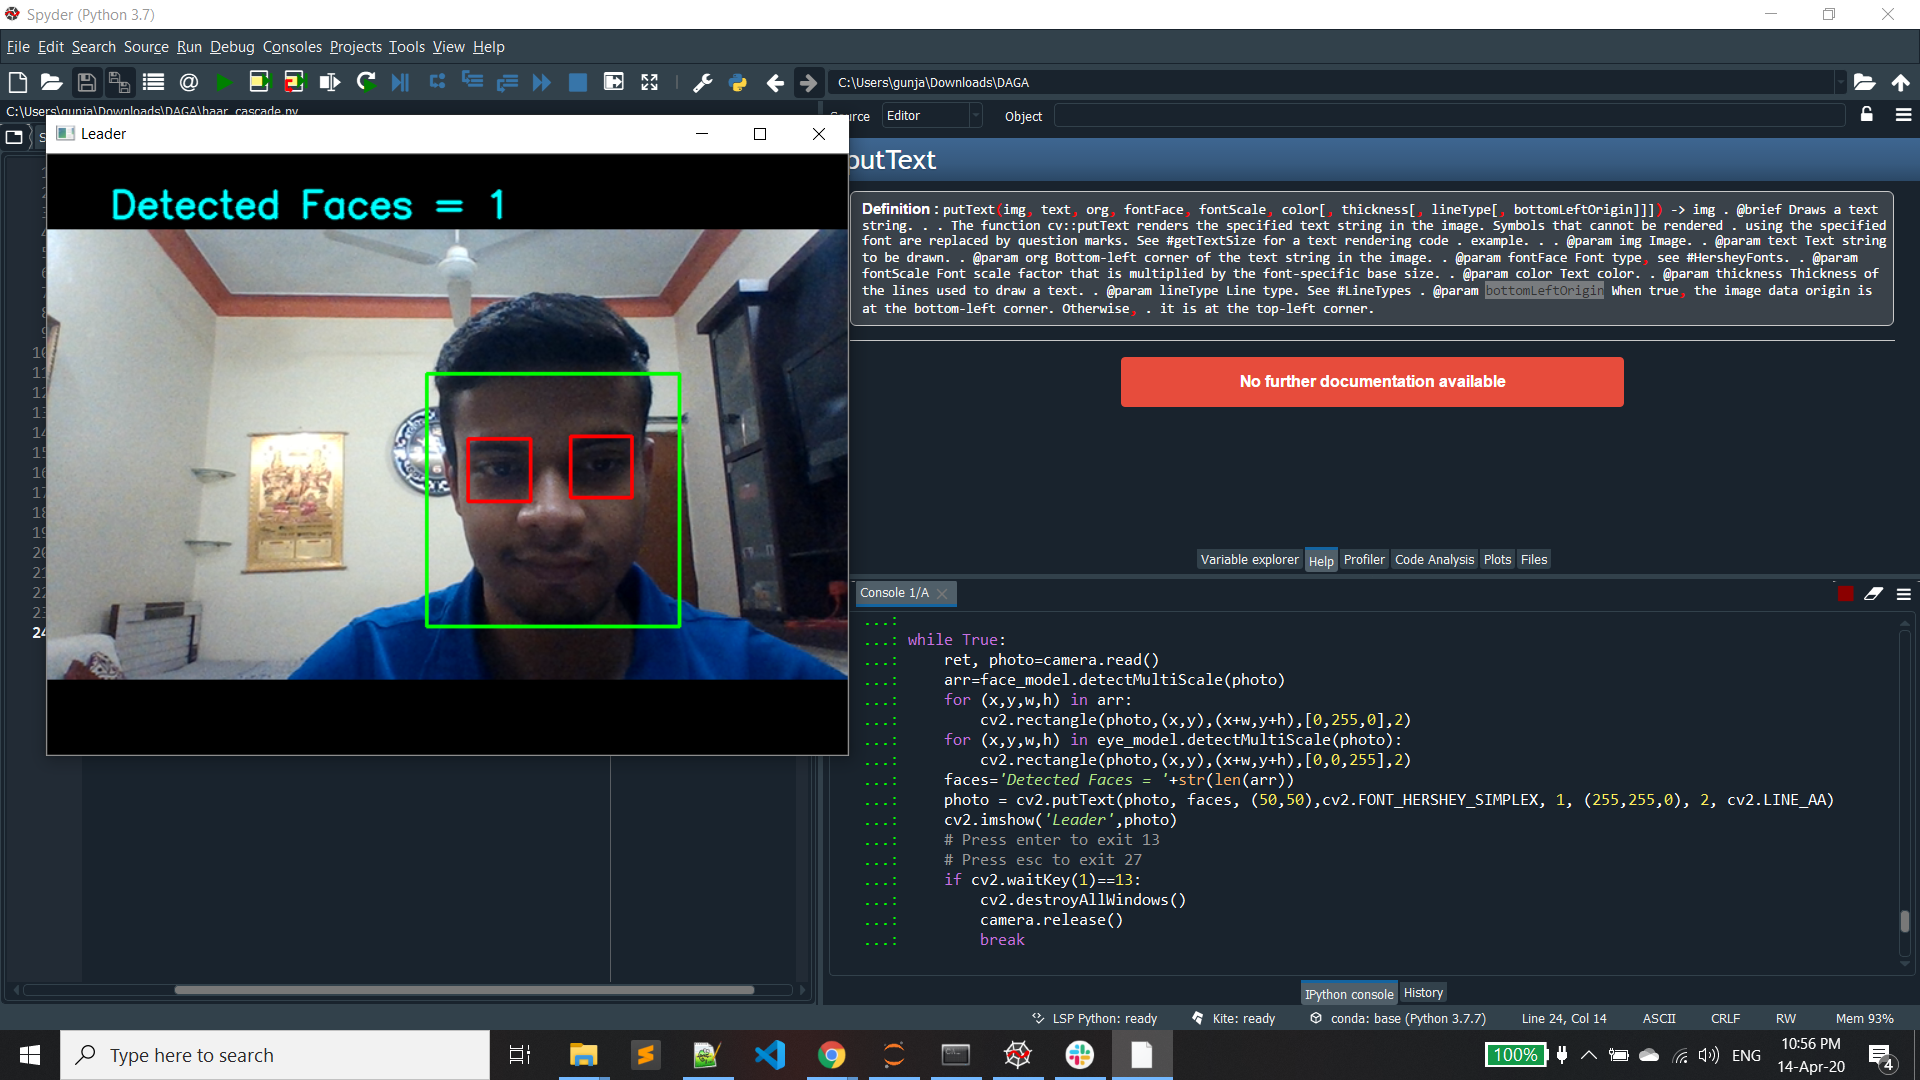 Spyder (Python 3.7)
File Edit Search Source Run Debug Consoles Projects Tools View Help
C:\Users\gunja\Downloads\DAGA
C:\Users\gunja\Downloads\DAGA\haar_cascade.py
Leader
Detected Faces = 1
Editor
Object
putText
Definition : putText(img, text, org, fontFace, fontScale, color[, thickness[, lineType[, bottomLeftOrigin]]]) -> img . @brief Draws a text
string. . . The function cv::putText renders the specified text string in the image. Symbols that cannot be rendered . using the specified
font are replaced by question marks. See #getTextSize for a text rendering code . example. . . @param img Image. . @param text Text string
to be drawn. . @param org Bottom-left corner of the text string in the image. . @param fontFace Font type, see #HersheyFonts. . @param
fontScale Font scale factor that is multiplied by the font-specific base size. . @param color Text color. . @param thickness Thickness of
the lines used to draw a text. . @param lineType Line type. See #LineTypes . @param bottomLeftOrigin When true, the image data origin is
at the bottom-left corner. Otherwise, . it is at the top-left corner.
No further documentation available
Variable explorer Help Profiler Code Analysis Plots Files
Console 1/A
...:
...: while True:
...: ret, photo=camera.read()
...: arr=face_model.detectMultiScale(photo)
...: for (x,y,w,h) in arr:
...: cv2.rectangle(photo,(x,y),(x+w,y+h),[0,255,0],2)
...: for (x,y,w,h) in eye_model.detectMultiScale(photo):
...: cv2.rectangle(photo,(x,y),(x+w,y+h),[0,0,255],2)
...: faces='Detected Faces = '+str(len(arr))
...: photo = cv2.putText(photo, faces, (50,50),cv2.FONT_HERSHEY_SIMPLEX, 1, (255,255,0), 2, cv2.LINE_AA)
...: cv2.imshow('Leader',photo)
...: # Press enter to exit 13
...: # Press esc to exit 27
...: if cv2.waitKey(1)==13:
...: cv2.destroyAllWindows()
...: camera.release()
...: break
IPython console History
LSP Python: ready Kite: ready conda: base (Python 3.7.7) Line 24, Col 14 ASCII CRLF RW Mem 93%
Type here to search
100% ENG 10:56 PM
14-Apr-20
4